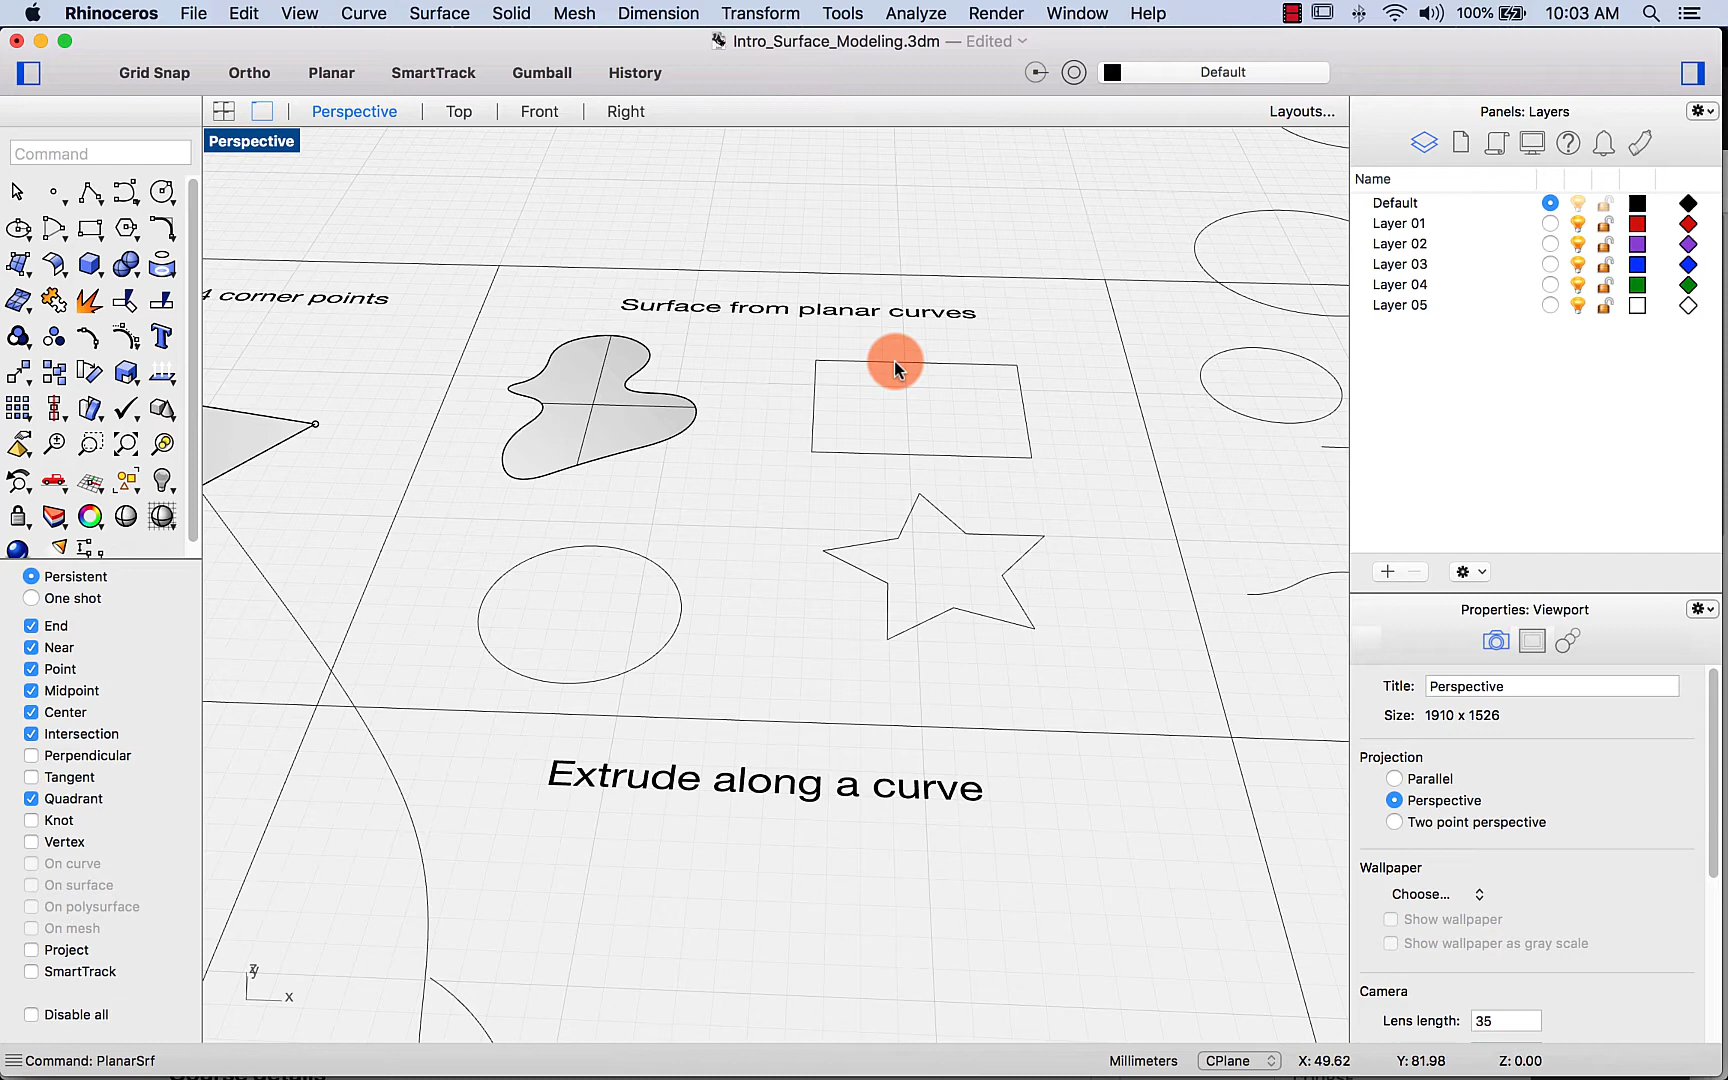 Rhinoceros File Edit View Curve Surface Solid Mesh Dimension Transform Tools Analyze Render Window Help 100% 10:03 AM
Intro_Surface_Modeling.3dm — Edited
Grid Snap Ortho Planar SmartTrack Gumball History Default
Perspective Top Front Right Layouts...
Panels: Layers
Perspective
Command
Name
Default
Layer 01
Layer 02
Layer 03
Layer 04
Layer 05
4 corner points
Surface from planar curves
Extrude along a curve
Persistent
One shot
End
Near
Point
Midpoint
Center
Intersection
Perpendicular
Tangent
Quadrant
Knot
Vertex
On curve
On surface
On polysurface
On mesh
Project
SmartTrack
Disable all
y
x
Properties: Viewport
Title: Perspective
Size: 1910 x 1526
Projection
Parallel
Perspective
Two point perspective
Wallpaper
Choose...
Show wallpaper
Show wallpaper as gray scale
Camera
Lens length: 35
Command: PlanarSrf Millimeters CPlane X: 49.62 Y: 81.98 Z: 0.00